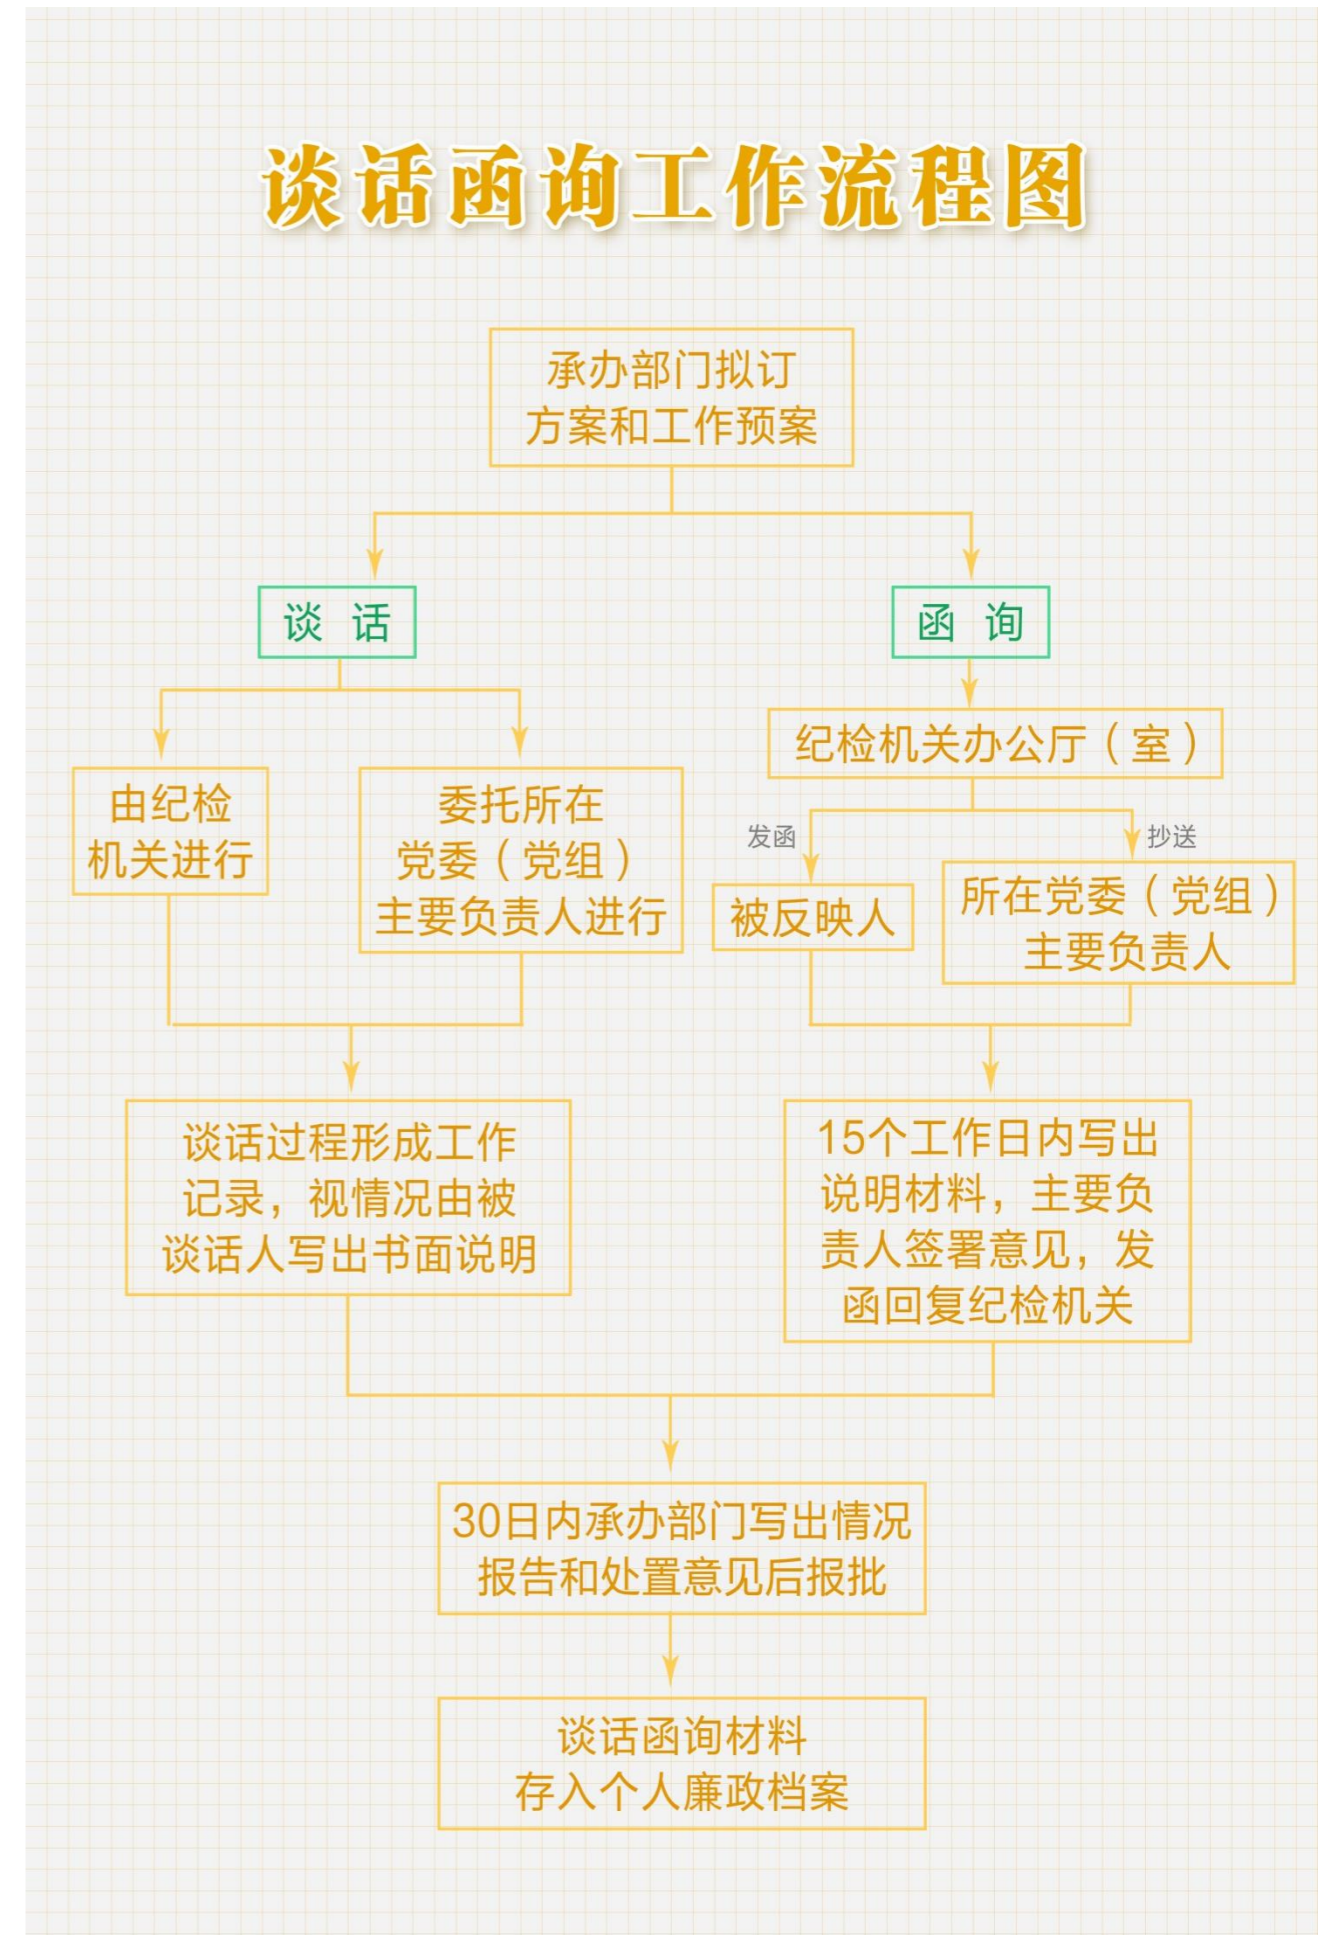 谈话函询工作流程图
承办部门拟订
方案和工作预案
谈 话
函 询
由纪检
机关进行
委托所在
党委（党组）
主要负责人进行
纪检机关办公厅（室）
发函
抄送
被反映人
所在党委（党组）
主要负责人
谈话过程形成工作
记录，视情况由被
谈话人写出书面说明
15个工作日内写出
说明材料，主要负
责人签署意见，发
函回复纪检机关
30日内承办部门写出情况
报告和处置意见后报批
谈话函询材料
存入个人廉政档案